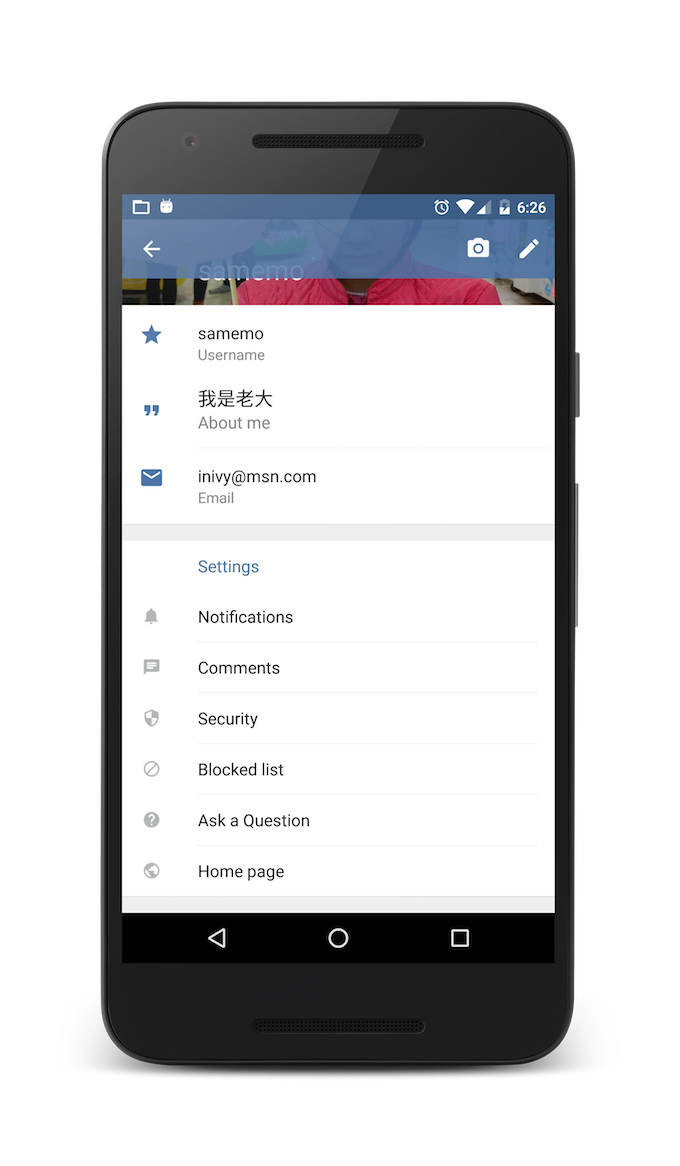 6:26
samemo
samemo
Username
我是老大
About me
inivy@msn.com
Email
Settings
Notifications
Comments
Security
Blocked list
Ask a Question
Home page